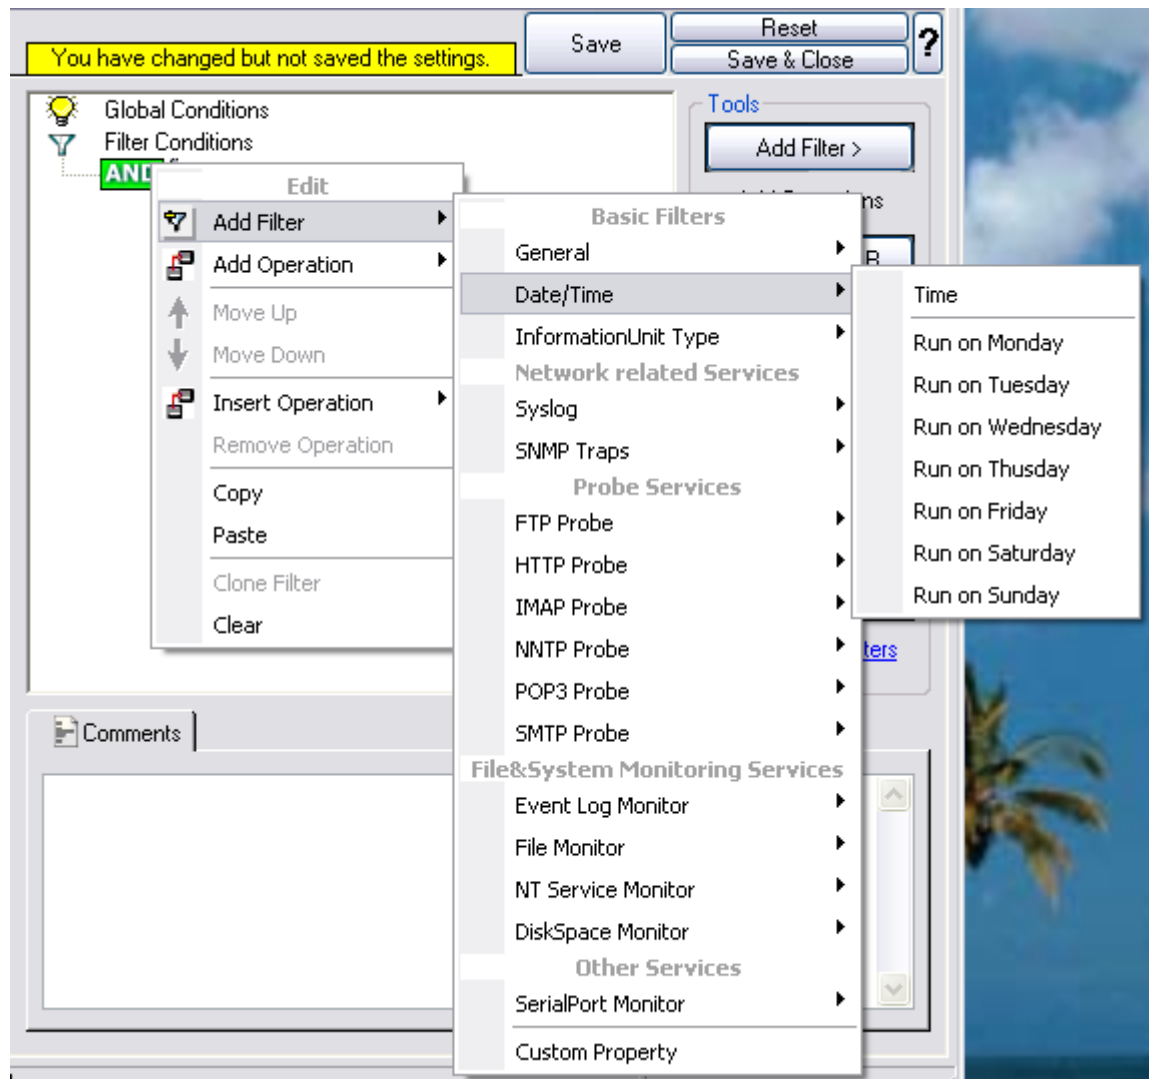 Reset
Save
?
You have changed but not saved the settings.
Save & Close
Global Conditions
Tools
Filter Conditions
Add Filter >
AND
Edit
Add Filter
Add Operation
Move Up
Move Down
Insert Operation
Remove Operation
Copy
Paste
Clone Filter
Clear
Basic Filters
General
Date/Time
InformationUnit Type
Network related Services
Syslog
SNMP Traps
Probe Services
FTP Probe
HTTP Probe
IMAP Probe
NNTP Probe
POP3 Probe
SMTP Probe
File&System Monitoring Services
Event Log Monitor
File Monitor
NT Service Monitor
DiskSpace Monitor
Other Services
SerialPort Monitor
Custom Property
Time
Run on Monday
Run on Tuesday
Run on Wednesday
Run on Thusday
Run on Friday
Run on Saturday
Run on Sunday
Comments